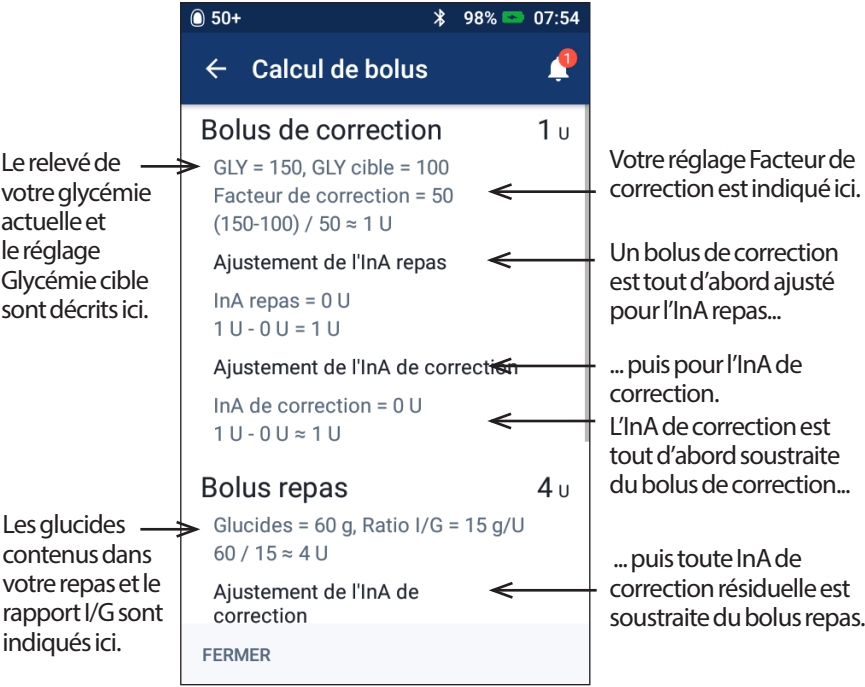 50+ 98% 07:54
Calcul de bolus
1
Bolus de correction 1 U
GLY = 150, GLY cible = 100
Facteur de correction = 50
(150-100) / 50 ≈ 1 U
Ajustement de l'InA repas
InA repas = 0 U
1 U - 0 U = 1 U
Ajustement de l'InA de correction
InA de correction = 0 U
1 U - 0 U ≈ 1 U
Bolus repas 4 U
Glucides = 60 g, Ratio I/G = 15 g/U
60 / 15 ≈ 4 U
Ajustement de l'InA de
correction
FERMER
Le relevé de
votre glycémie
actuelle et
le réglage
Glycémie cible
sont décrits ici.
Les glucides
contenus dans
votre repas et le
rapport I/G sont
indiqués ici.
Votre réglage Facteur de
correction est indiqué ici.
Un bolus de correction
est tout d’abord ajusté
pour l’InA repas...
... puis pour l’InA de
correction.
L’InA de correction est
tout d’abord soustraite
du bolus de correction...
... puis toute InA de
correction résiduelle est
soustraite du bolus repas.